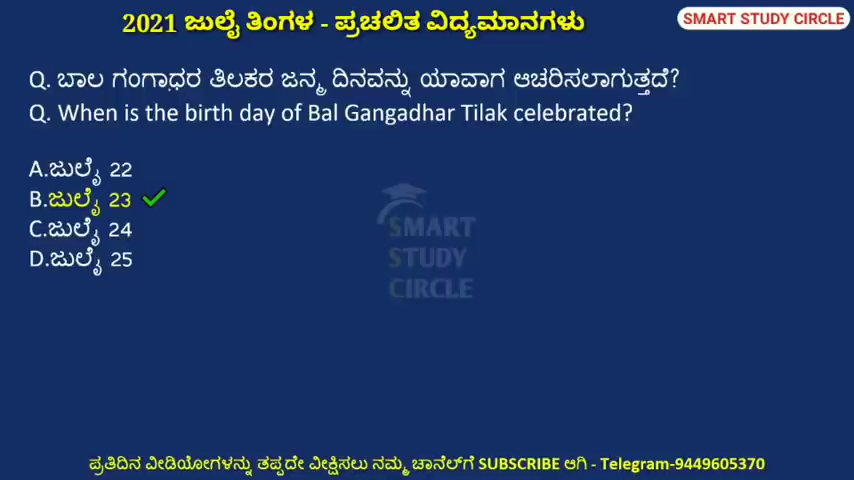 2021 ಜುಲೈ ತಿಂಗಳ - ಪ್ರಚಲಿತ ವಿದ್ಯಮಾನಗಳು
SMART STUDY CIRCLE
Q. ಬಾಲ ಗಂಗಾಧರ ತಿಲಕರ ಜನ್ಮ ದಿನವನ್ನು ಯಾವಾಗ ಆಚರಿಸಲಾಗುತ್ತದೆ?
Q. When is the birth day of Bal Gangadhar Tilak celebrated?
A.ಜುಲೈ 22
B.ಜುಲೈ 23
C.ಜುಲೈ 24
D.ಜುಲೈ 25
SMART
STUDY
CIRCLE
ಪ್ರತಿದಿನ ವೀಡಿಯೋಗಳನ್ನು ತಪ್ಪದೇ ವೀಕ್ಷಿಸಲು ನಮ್ಮ ಚಾನೆಲ್‌ಗೆ SUBSCRIBE ಆಗಿ - Telegram-9449605370